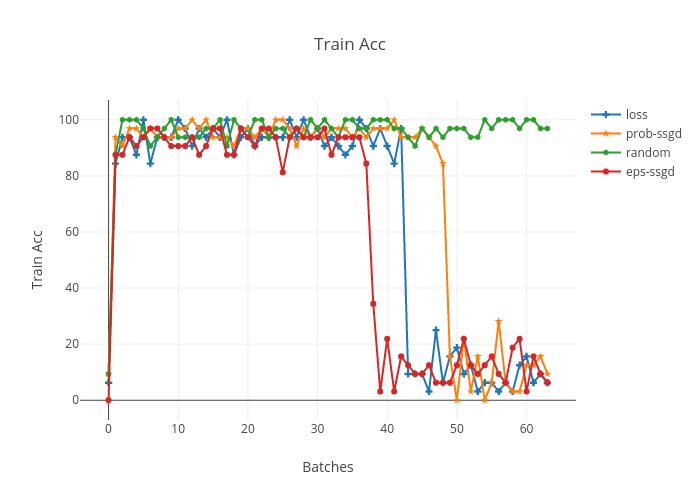 Train Acc
loss
prob-ssgd
random
eps-ssgd
100
80
60
40
20
0
Train Acc
0 10 20 30 40 50 60
Batches